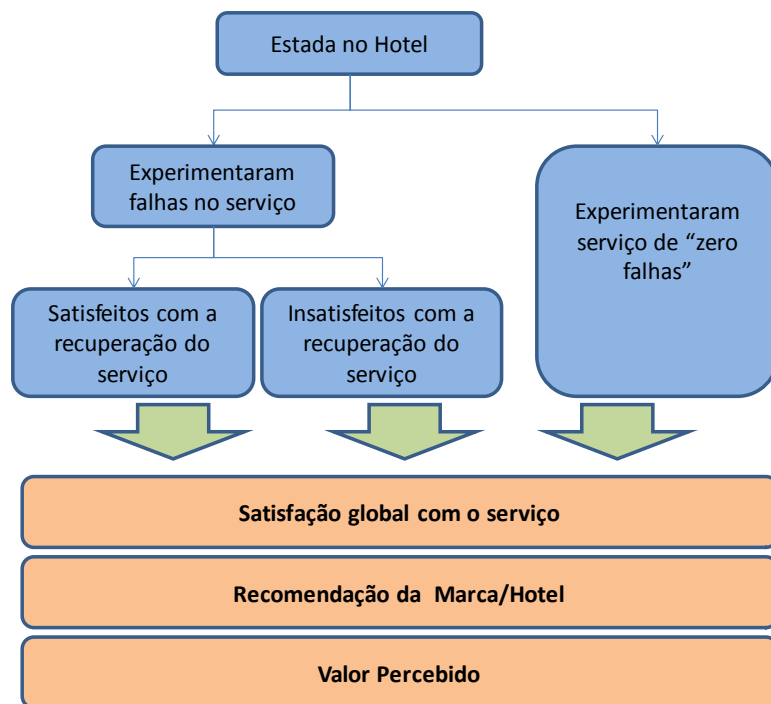 Estada no Hotel
Experimentaram
falhas no serviço
Experimentaram
serviço de “zero
falhas”
Satisfeitos com a
recuperação do
serviço
Insatisfeitos com a
recuperação do
serviço
Satisfação global com o serviço
Recomendação da Marca/Hotel
Valor Percebido